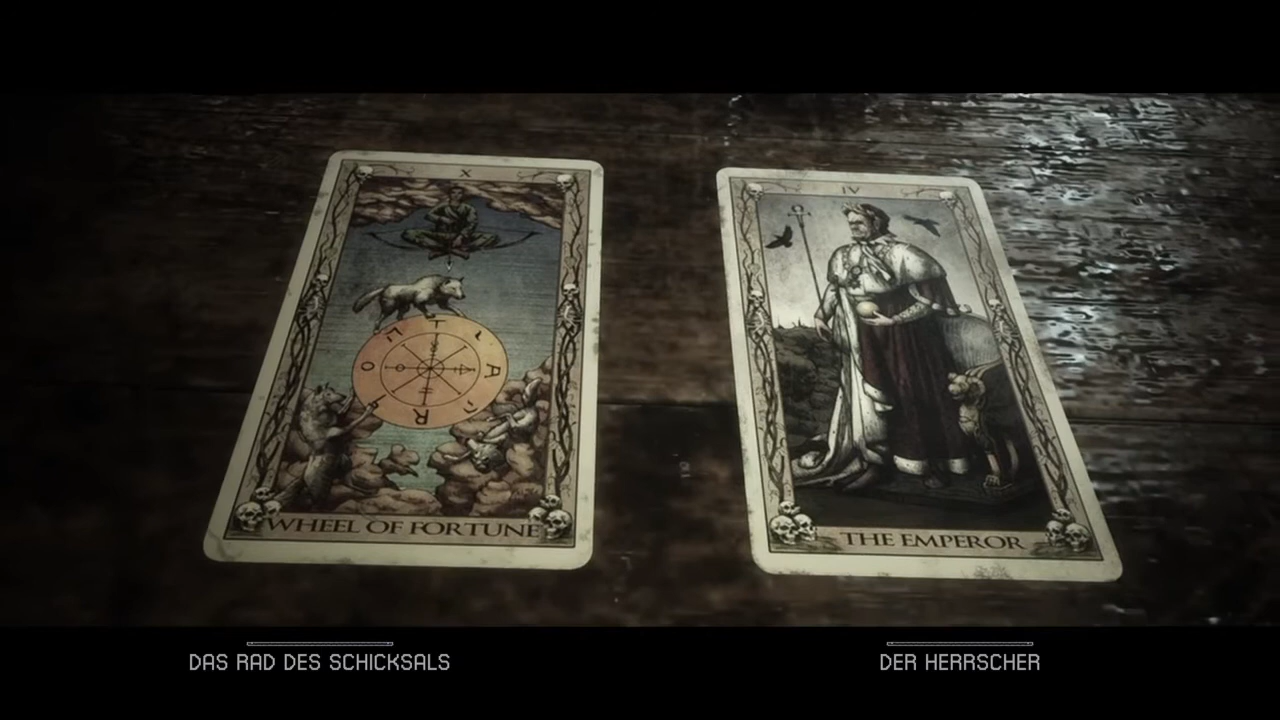 X
IV
WHEEL OF FORTUNE
THE EMPEROR
DAS RAD DES SCHICKSALS
DER HERRSCHER